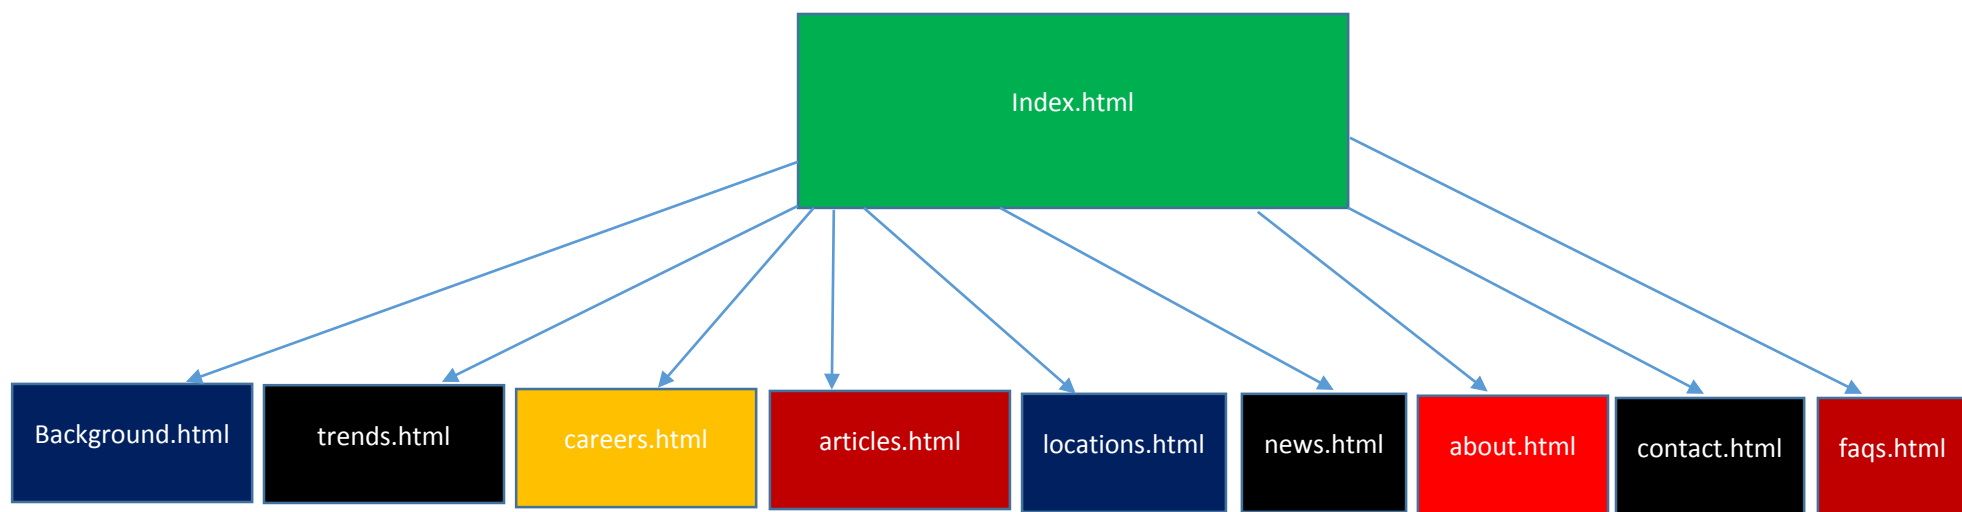 Index.html
Background.html
trends.html
careers.html
articles.html
locations.html
news.html
about.html
contact.html
faqs.html